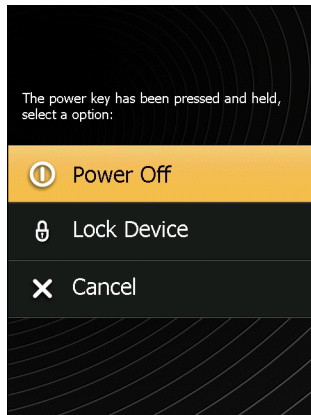 The power key has been pressed and held,
select a option:
Power Off
Lock Device
Cancel